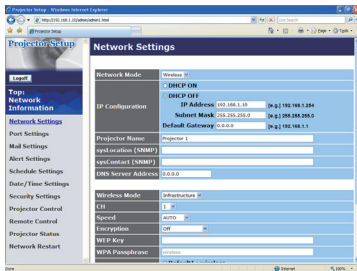 Projector Setup - Windows Internet Explorer
http://192.168.1.10/admin/admin1.html
Live Search
Projector Setup
Page
Tools
Projector Setup
Logoff
Top:
Network
Information
Network Settings
Port Settings
Mail Settings
Alert Settings
Schedule Settings
Date/Time Settings
Security Settings
Projector Control
Remote Control
Projector Status
Network Restart
Network Settings
Network Mode Wireless
IP Configuration
DHCP ON
DHCP OFF
IP Address 192.168.1.10 [e.g.] 192.168.1.254
Subnet Mask 255.255.255.0 [e.g.] 255.255.255.0
Default Gateway 0.0.0.0 [e.g.] 192.168.1.1
Projector Name Projector 1
sysLocation (SNMP)
sysContact (SNMP)
DNS Server Address 0.0.0.0
Wireless Mode Infrastructure
CH 1
Speed AUTO
Encryption Off
WEP Key
WPA Passphrase wireless
Done
Internet
100%